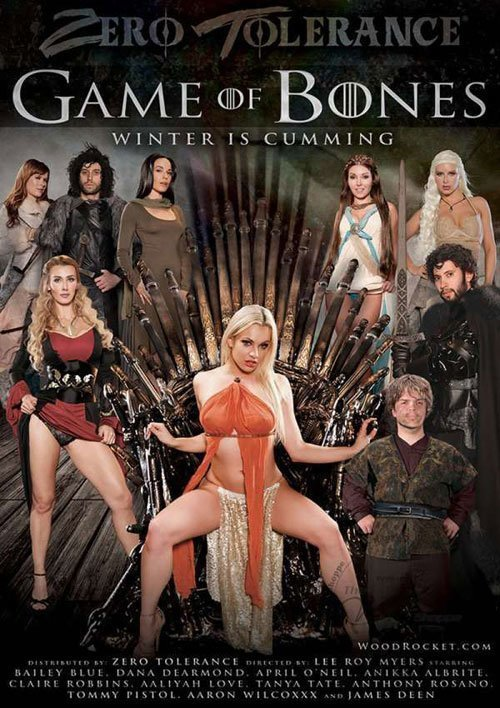 ZERO TOLERANCE
GAME OF BONES
WINTER IS CUMMING
WOODROCKET.COM
DISTRIBUTED BY: ZERO TOLERANCE DIRECTED BY: LEE ROY MYERS STARRING
BAILEY BLUE, DANA DEARMOND, APRIL O'NEIL, ANIKKA ALBRITE,
CLAIRE ROBBINS, AALIYAH LOVE, TANYA TATE, ANTHONY ROSANO,
TOMMY PISTOL, AARON WILCOXXX AND JAMES DEEN